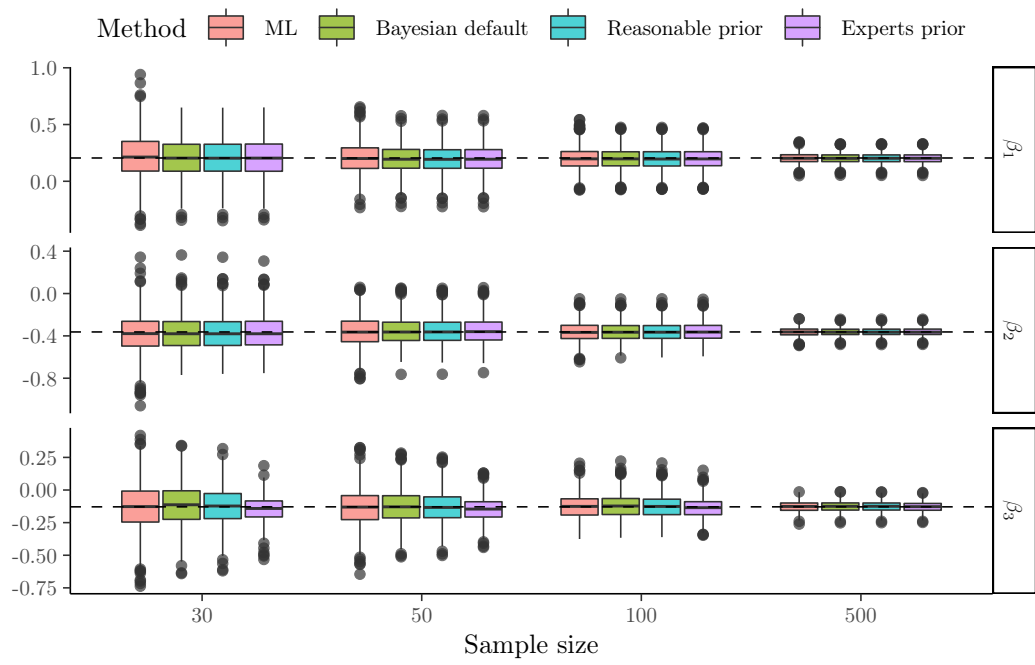 Method ML Bayesian default Reasonable prior Experts prior
1.0
0.5
0.0
β1
0.4
0.0
-0.4
-0.8
β2
0.25
0.00
-0.25
-0.50
-0.75
β3
30 50 100 500
Sample size